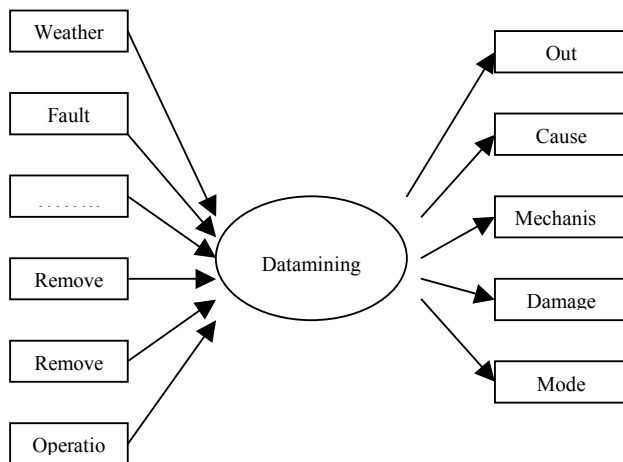 Weather
Fault
………
Remove
Remove
Operatio
Datamining
Out
Cause
Mechanis
Damage
Mode